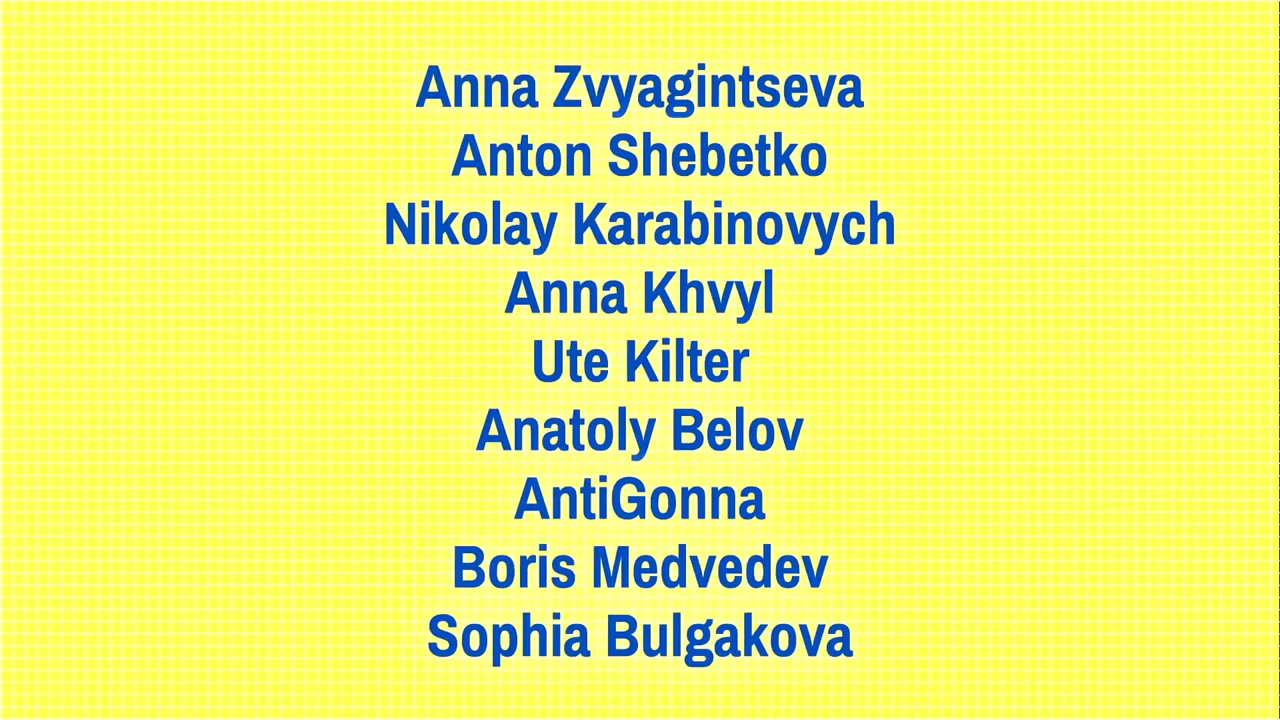 Anna Zvyagintseva
Anton Shebetko
Nikolay Karabinovych
Anna Khvyl
Ute Kilter
Anatoly Belov
AntiGonna
Boris Medvedev
Sophia Bulgakova